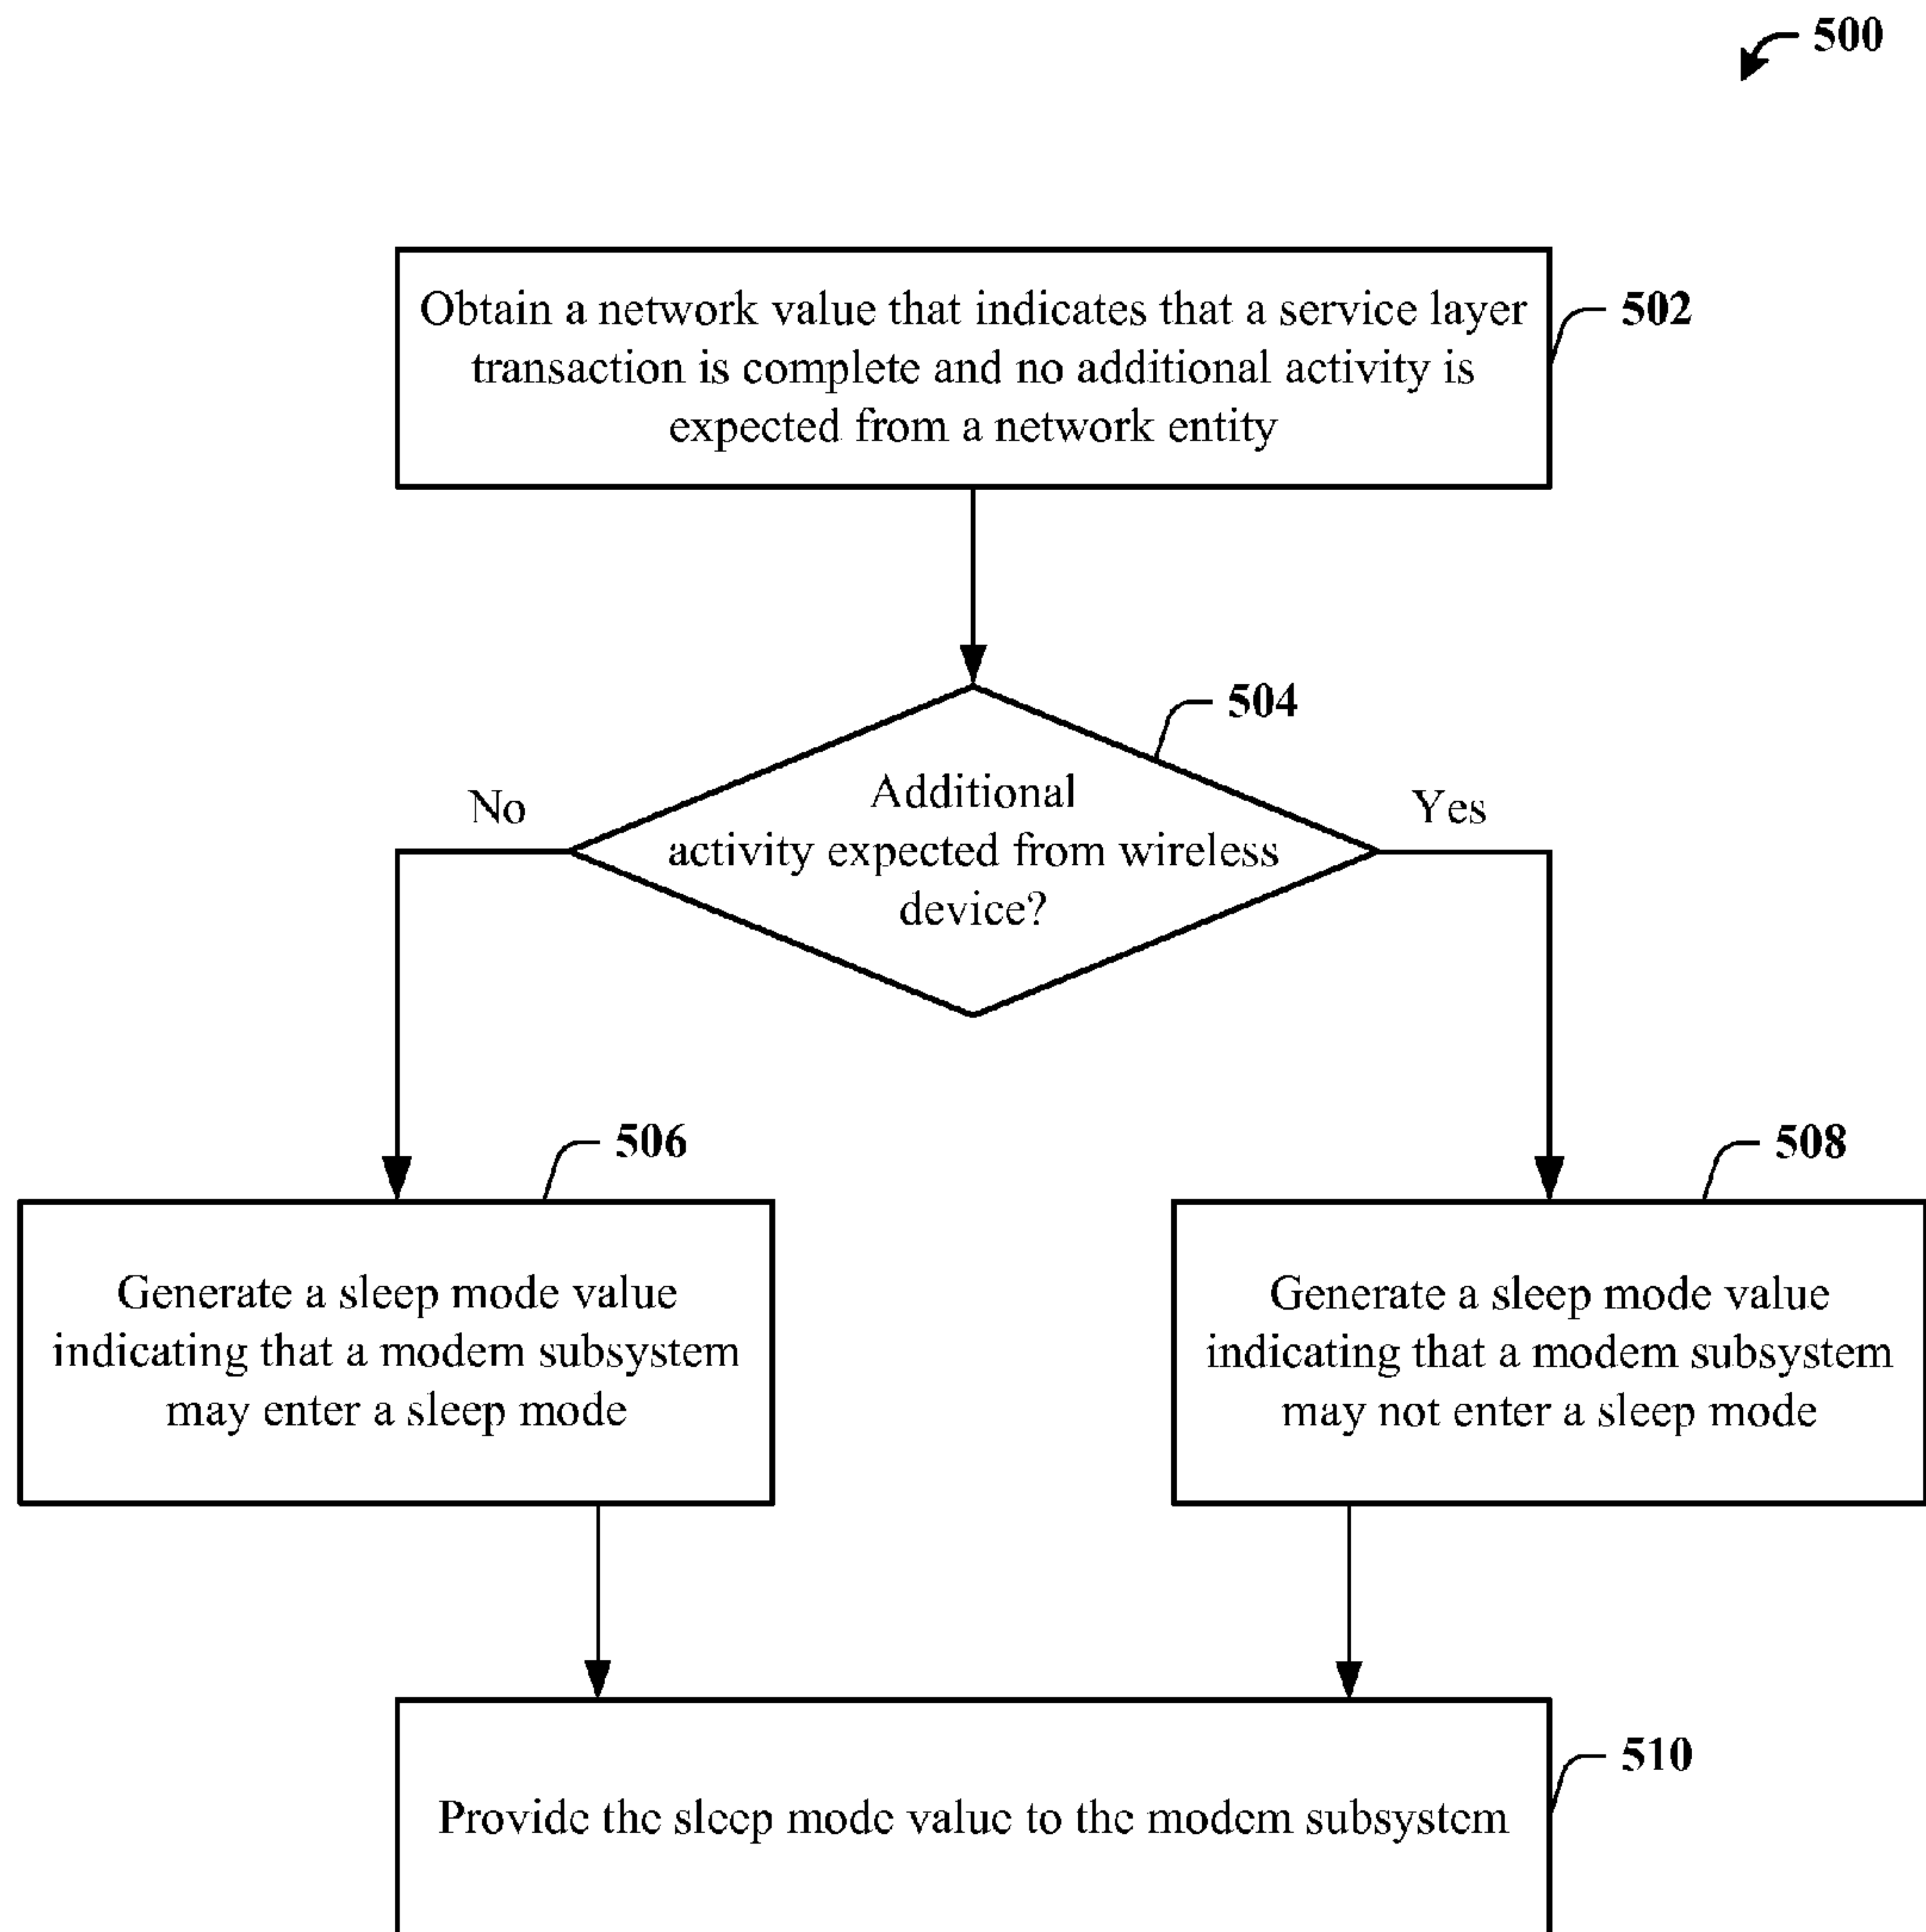 500
Obtain a network value that indicates that a service layer
transaction is complete and no additional activity is
expected from a network entity
502
504
Additional
activity expected from wireless
device?
No
Yes
506
508
Generate a sleep mode value
indicating that a modem subsystem
may enter a sleep mode
Generate a sleep mode value
indicating that a modem subsystem
may not enter a sleep mode
510
Provide the sleep mode value to the modem subsystem